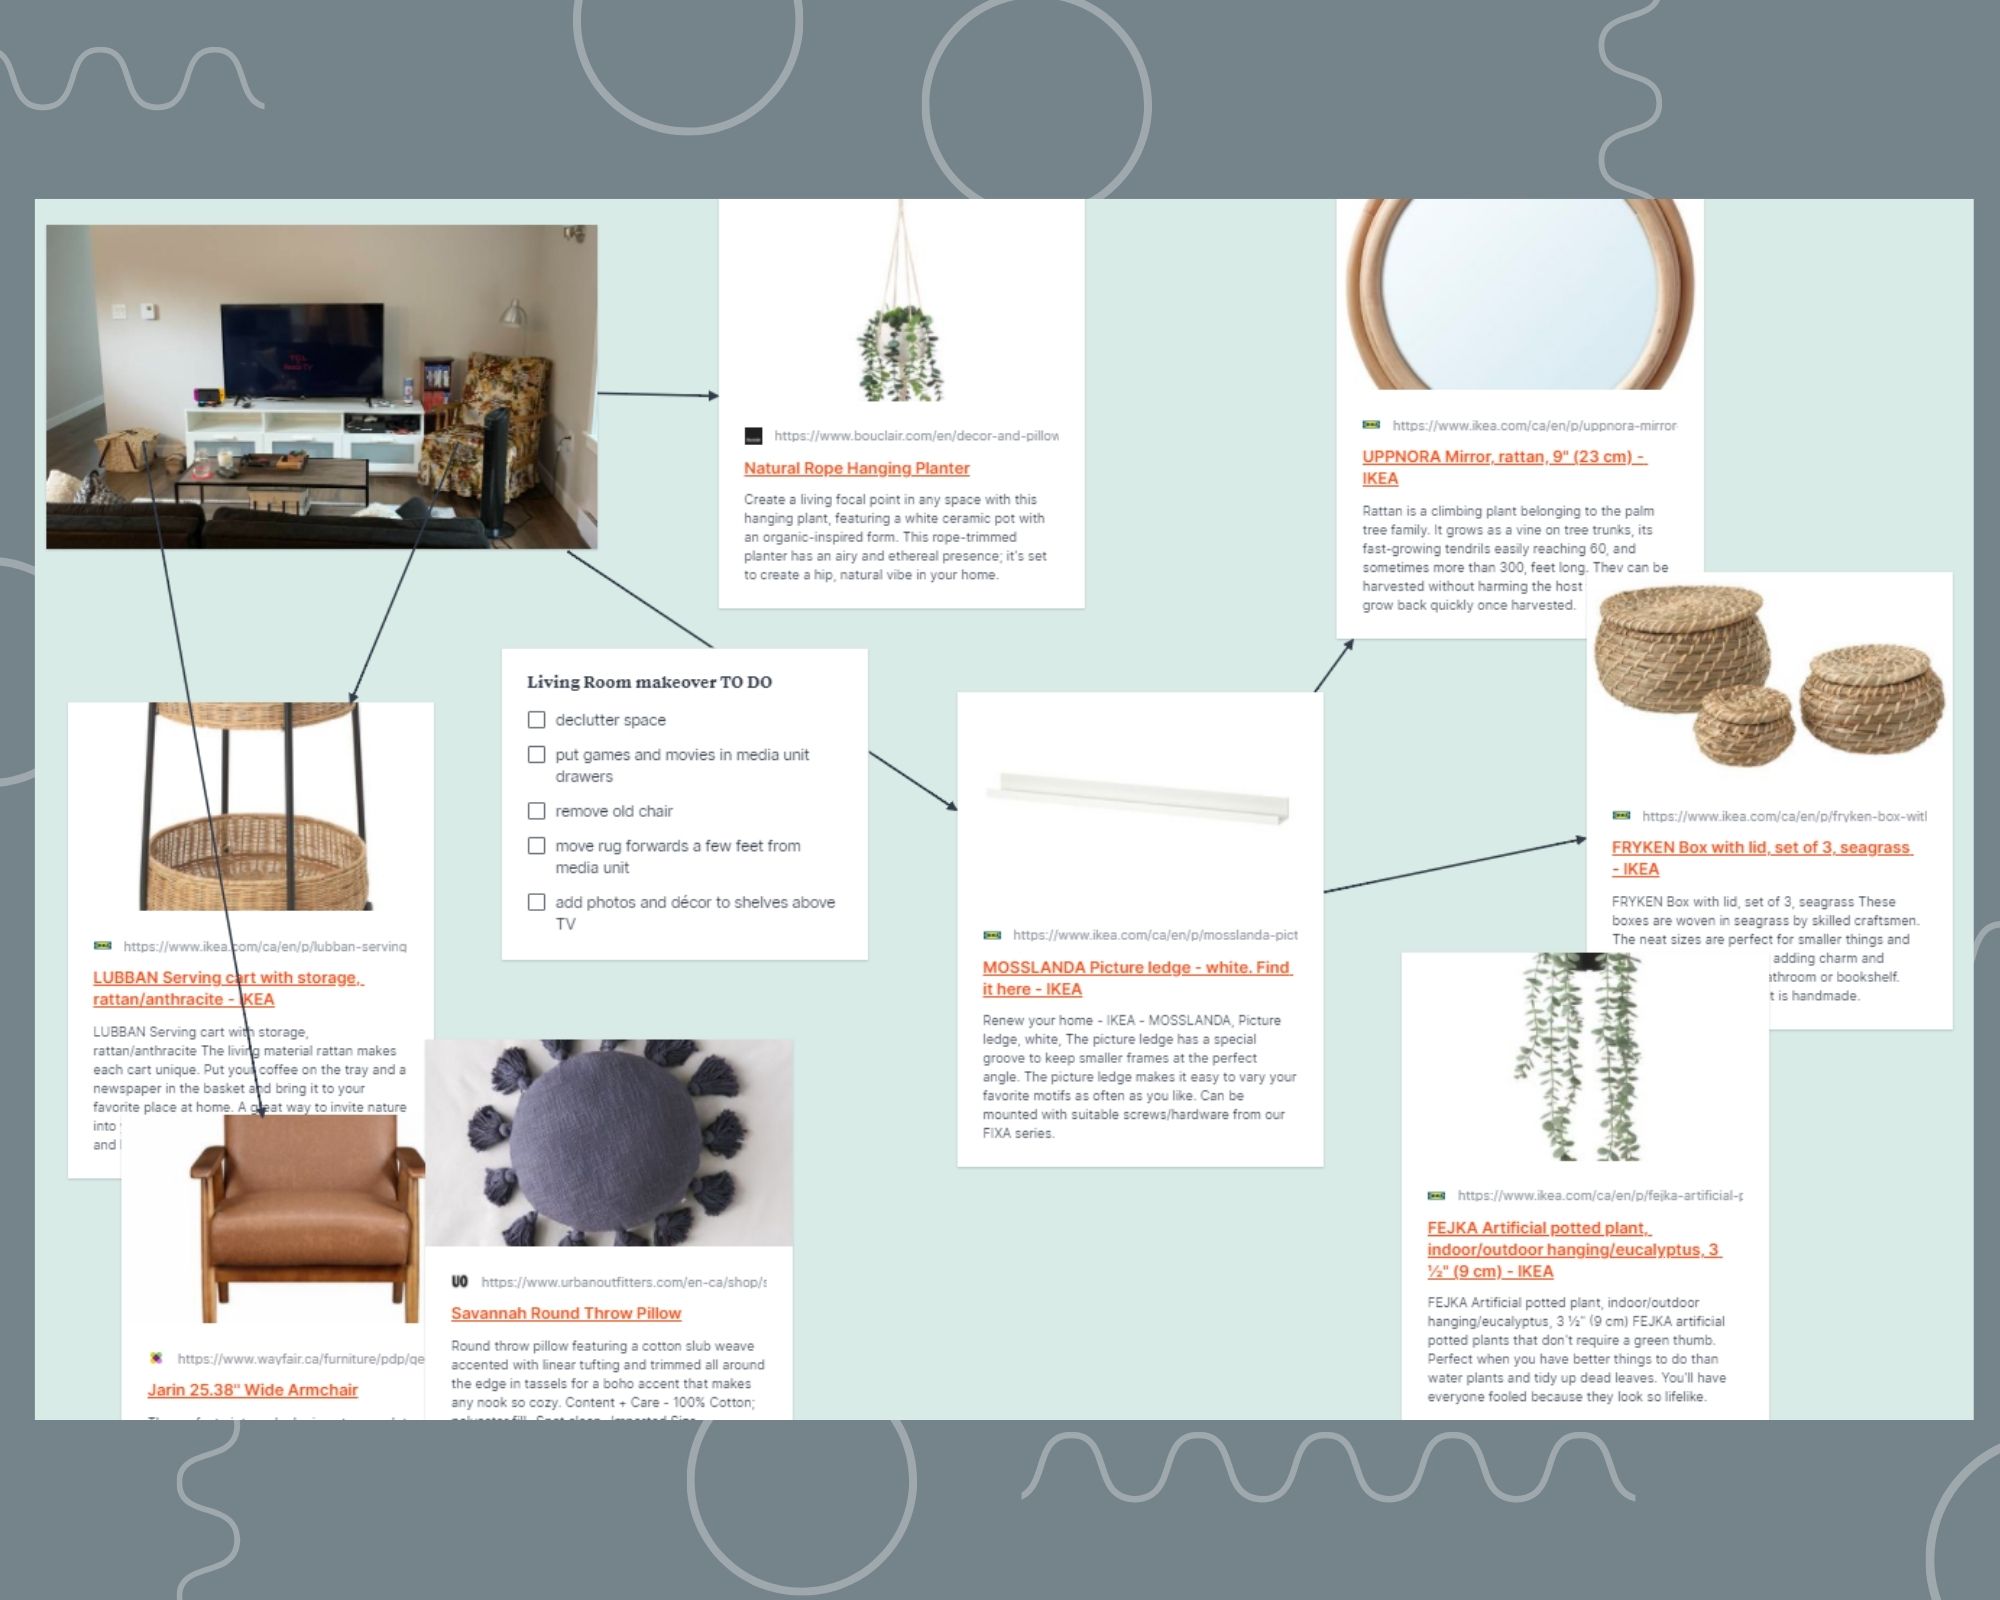 https://www.bouclair.com/en/decor-and-pillow
Natural Rope Hanging Planter
Create a living focal point in any space with this
hanging plant, featuring a white ceramic pot with
an organic-inspired form. This rope-trimmed
planter has an airy and ethereal presence; it's set
to create a hip, natural vibe in your home.
https://www.ikea.com/ca/en/p/uppnora-mirror
UPPNORA Mirror, rattan, 9" (23 cm) -
IKEA
Rattan is a climbing plant belonging to the palm
tree family. It grows as a vine on tree trunks, its
fast-growing tendrils easily reaching 60, and
sometimes more than 300, feet long. They can be
harvested without harming the host
grow back quickly once harvested.
Living Room makeover TO DO
declutter space
put games and movies in media unit
drawers
remove old chair
move rug forwards a few feet from
media unit
add photos and décor to shelves above
TV
https://www.ikea.com/ca/en/p/lubban-serving
LUBBAN Serving cart with storage,
rattan/anthracite - IKEA
LUBBAN Serving cart with storage,
rattan/anthracite The living material rattan makes
each cart unique. Put your coffee on the tray and a
newspaper in the basket and bring it to your
favorite place at home. A great way to invite nature
into
and
https://www.wayfair.ca/furniture/pdp/qe
Jarin 25.38'' Wide Armchair
UO https://www.urbanoutfitters.com/en-ca/shop/s
Savannah Round Throw Pillow
Round throw pillow featuring a cotton slub weave
accented with linear tufting and trimmed all around
the edge in tassels for a boho accent that makes
any nook so cozy. Content + Care - 100% Cotton;
https://www.ikea.com/ca/en/p/mosslanda-pict
MOSSLANDA Picture ledge - white. Find
it here - IKEA
Renew your home - IKEA - MOSSLANDA, Picture
ledge, white, The picture ledge has a special
groove to keep smaller frames at the perfect
angle. The picture ledge makes it easy to vary your
favorite motifs as often as you like. Can be
mounted with suitable screws/hardware from our
FIXA series.
https://www.ikea.com/ca/en/p/fryken-box-witl
FRYKEN Box with lid, set of 3, seagrass
- IKEA
FRYKEN Box with lid, set of 3, seagrass These
boxes are woven in seagrass by skilled craftsmen.
The neat sizes are perfect for smaller things and
adding charm and
athroom or bookshelf.
t is handmade.
https://www.ikea.com/ca/en/p/fejka-artificial-p
FEJKA Artificial potted plant,
indoor/outdoor hanging/eucalyptus, 3
½" (9 cm) - IKEA
FEJKA Artificial potted plant, indoor/outdoor
hanging/eucalyptus, 3 ½" (9 cm) FEJKA artificial
potted plants that don't require a green thumb.
Perfect when you have better things to do than
water plants and tidy up dead leaves. You'll have
everyone fooled because they look so lifelike.